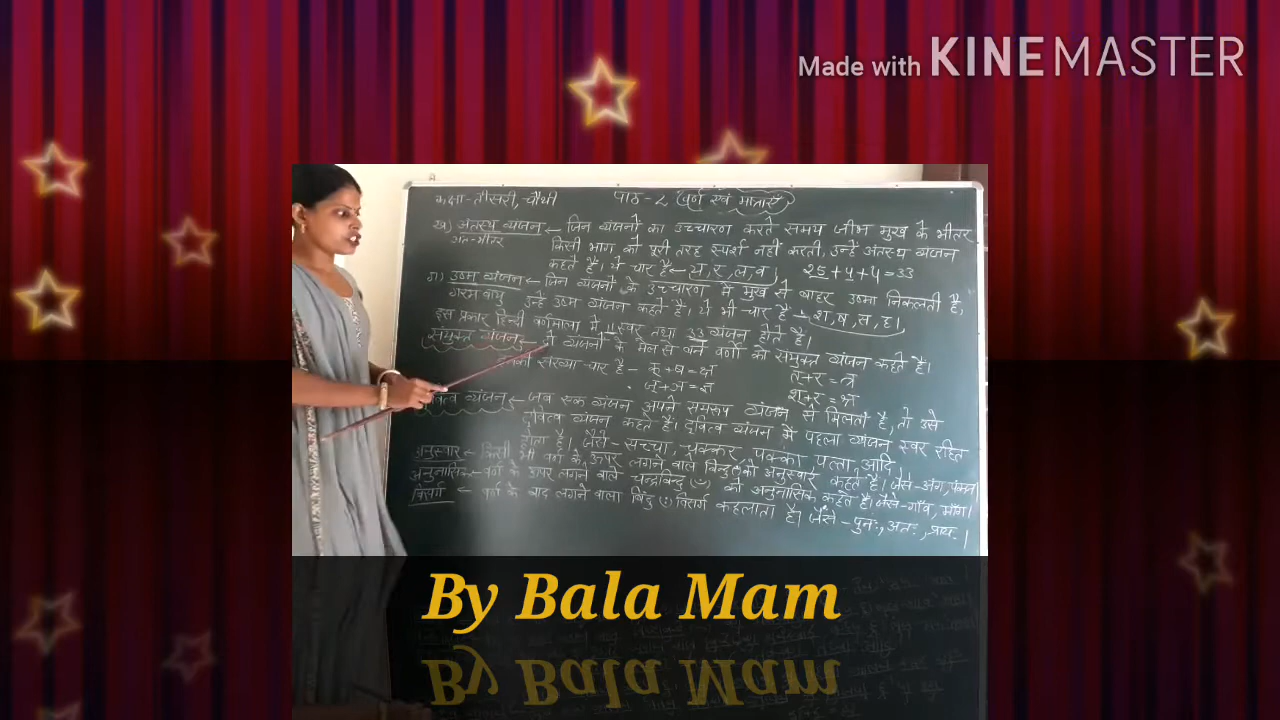 Made with KINEMASTER
कक्षा-तीसरी, चौथी पाठ-2 (वर्ण एवं मात्राएँ)
ख) अंतस्थ व्यंजन – जिन व्यंजनों का उच्चारण करते समय जीभ मुख के भीतर
अंत-भीतर किसी भाग को पूरी तरह स्पर्श नहीं करती, उन्हें अंतस्थ व्यंजन
कहते हैं। ये चार हैं – य, र, ल, व। 25+4+4=33
ग) उष्म व्यंजन – जिन व्यंजनों के उच्चारण में मुख से बाहर उष्मा निकलती है,
गरम वायु उन्हें उष्म व्यंजन कहते हैं। ये भी चार हैं – श, ष, स, ह।
इस प्रकार हिन्दी वर्णमाला में 11 स्वर तथा 33 व्यंजन होते हैं।
संयुक्त व्यंजन – दो व्यंजनों के मेल से बने वर्णों को संयुक्त व्यंजन कहते हैं।
संख्या चार है – क्+ष=क्ष त+र=त्र
ज्+ञ=ज्ञ श+र=श्र
व्यंजन – जब एक व्यंजन अपने समरूप व्यंजन से मिलता है, तो उसे
द्वित्व व्यंजन कहते हैं। द्वित्व व्यंजन में पहला व्यंजन स्वर रहित
होता है। जैसे – सच्चा, चक्कर, पक्का, पत्ता आदि
अनुस्वार – किसी भी वर्ण के ऊपर लगने वाले बिन्दु को अनुस्वार कहते हैं। जैसे-अंग,
अनुनासिक – वर्ण के ऊपर लगने वाले चन्द्रबिन्दु (ँ) को अनुनासिक कहते हैं। जैसे-गाँव, माँग।
विसर्ग – वर्ण के बाद लगने वाला बिंदु (:) विसर्ग कहलाता है। जैसे – पुनः, अतः, प्रायः।
By Bala Mam